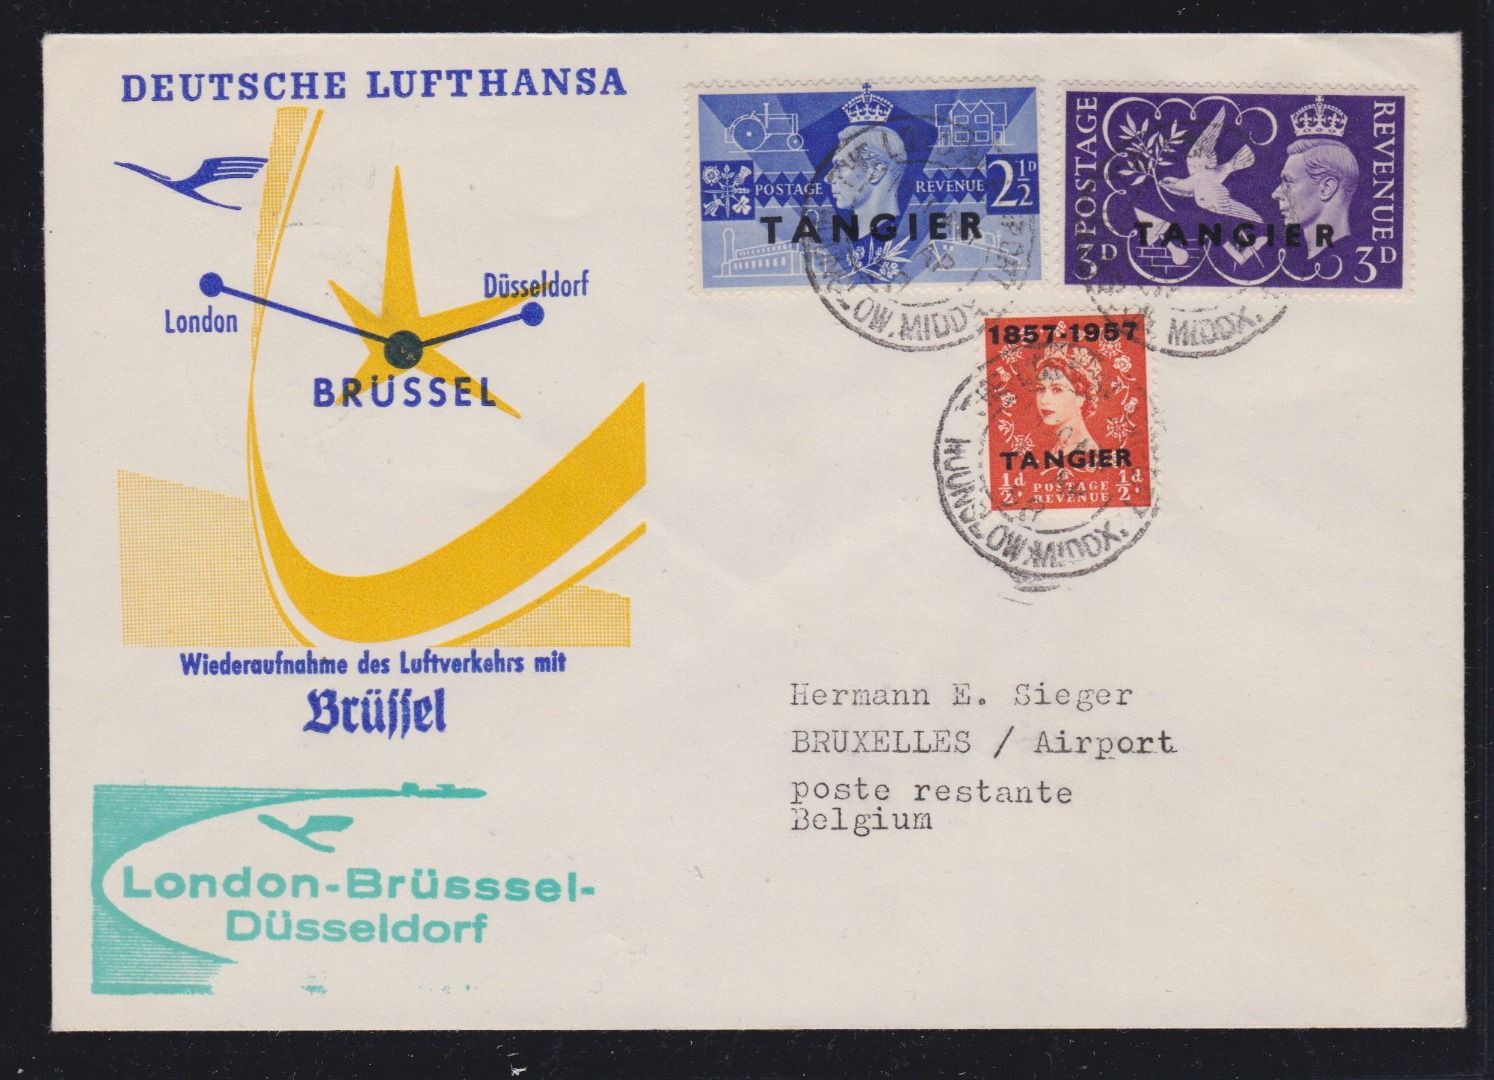 DEUTSCHE LUFTHANSA
London
Düsseldorf
BRÜSSEL
Wiederaufnahme des Luftverkehrs mit
Brüssel
London-Brüsssel-
Düsseldorf
POSTAGE REVENUE 2½D
TANGIER
POSTAGE REVENUE
3D TANGIER 3D
1857-1957
TANGIER
½d. POSTAGE REVENUE ½d.
HOUNSLOW. MIDDX.
Hermann E. Sieger
BRUXELLES / Airport
poste restante
Belgium